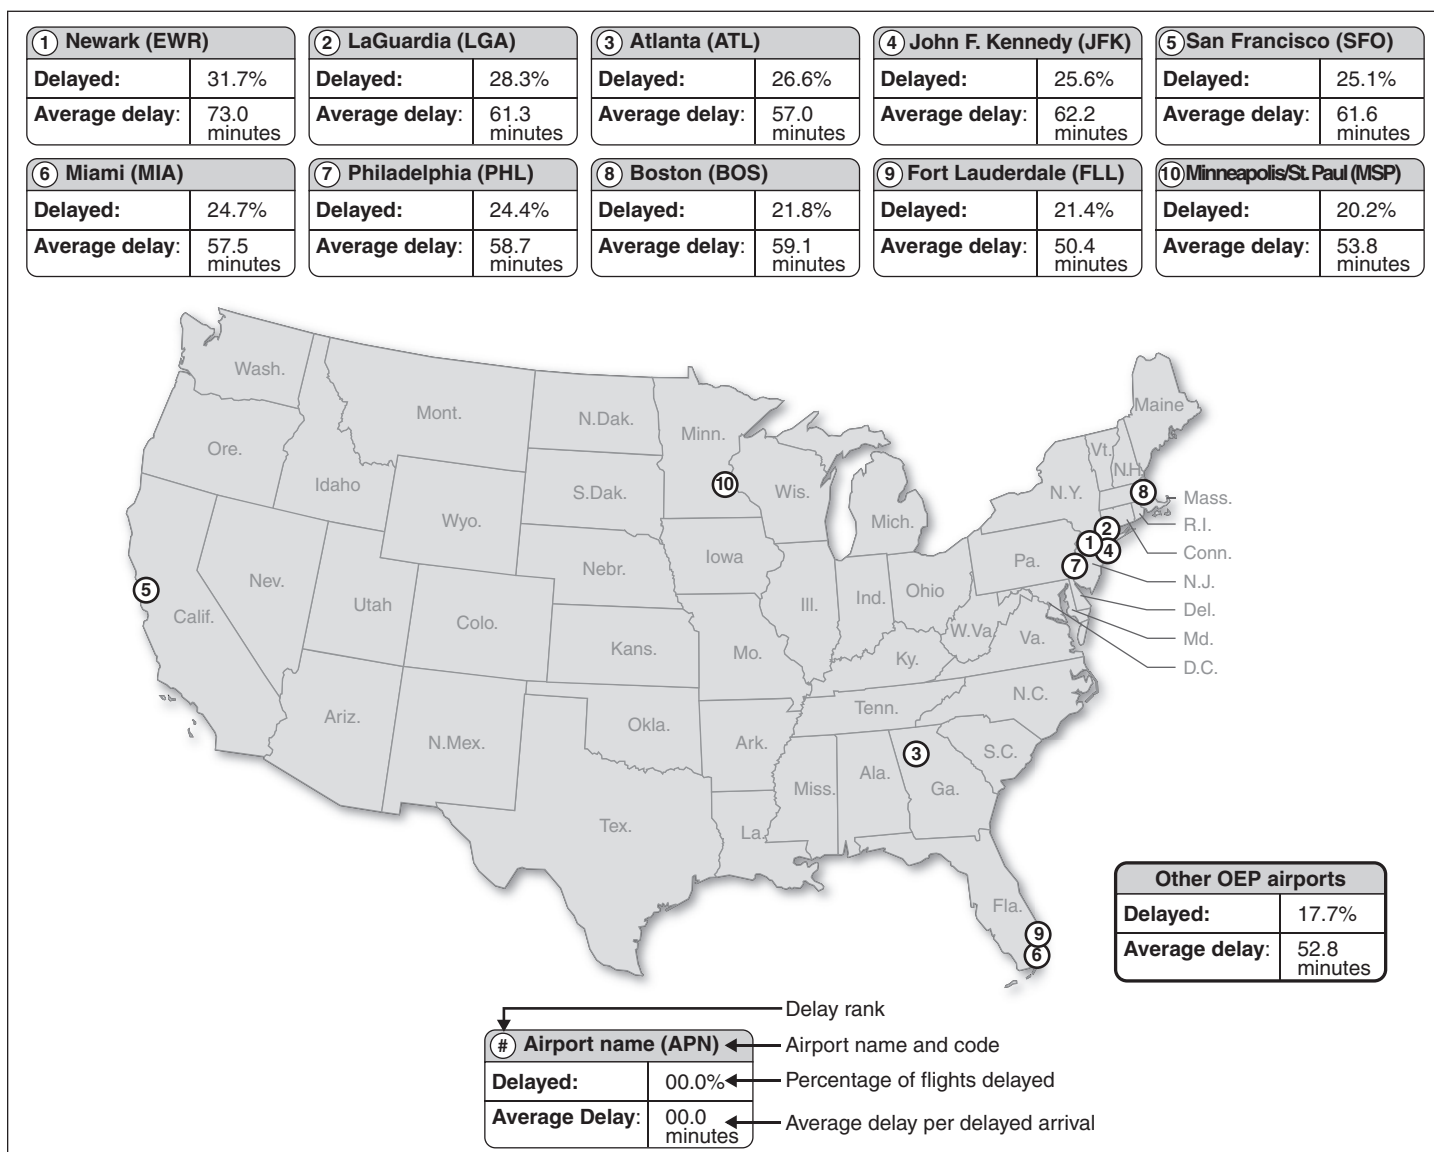 1 Newark (EWR)
Delayed: 31.7%
Average delay: 73.0
minutes
2 LaGuardia (LGA)
Delayed: 28.3%
Average delay: 61.3
minutes
3 Atlanta (ATL)
Delayed: 26.6%
Average delay: 57.0
minutes
4 John F. Kennedy (JFK)
Delayed: 25.6%
Average delay: 62.2
minutes
5 San Francisco (SFO)
Delayed: 25.1%
Average delay: 61.6
minutes
6 Miami (MIA)
Delayed: 24.7%
Average delay: 57.5
minutes
7 Philadelphia (PHL)
Delayed: 24.4%
Average delay: 58.7
minutes
8 Boston (BOS)
Delayed: 21.8%
Average delay: 59.1
minutes
9 Fort Lauderdale (FLL)
Delayed: 21.4%
Average delay: 50.4
minutes
10 Minneapolis/St. Paul (MSP)
Delayed: 20.2%
Average delay: 53.8
minutes
Wash.
Mont.
N.Dak.
Minn.
Maine
Ore.
Vt.
N.H.
Idaho
S.Dak.
10
Wis.
N.Y.
8
Mass.
Wyo.
Mich.
2
R.I.
Iowa
1
4
Conn.
Nebr.
Pa.
7
N.J.
5
Nev.
Utah
Ill.
Ind.
Ohio
Del.
Calif.
Colo.
W.Va.
Va.
Md.
Kans.
Mo.
Ky.
D.C.
Ariz.
N.Mex.
Okla.
Ark.
Tenn.
N.C.
3
S.C.
Miss.
Ala.
Ga.
Tex.
La.
Fla.
9
6
Other OEP airports
Delayed: 17.7%
Average delay: 52.8
minutes
Delay rank
# Airport name (APN) Airport name and code
Delayed: 00.0% Percentage of flights delayed
Average Delay: 00.0
minutes
Average delay per delayed arrival